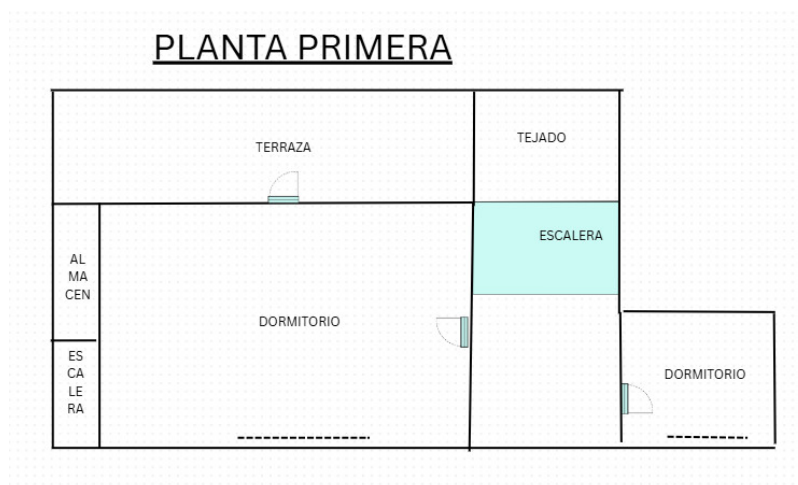 PLANTA PRIMERA
TERRAZA
TEJADO
ESCALERA
AL
MA
CEN
DORMITORIO
ES
CA
LE
RA
DORMITORIO